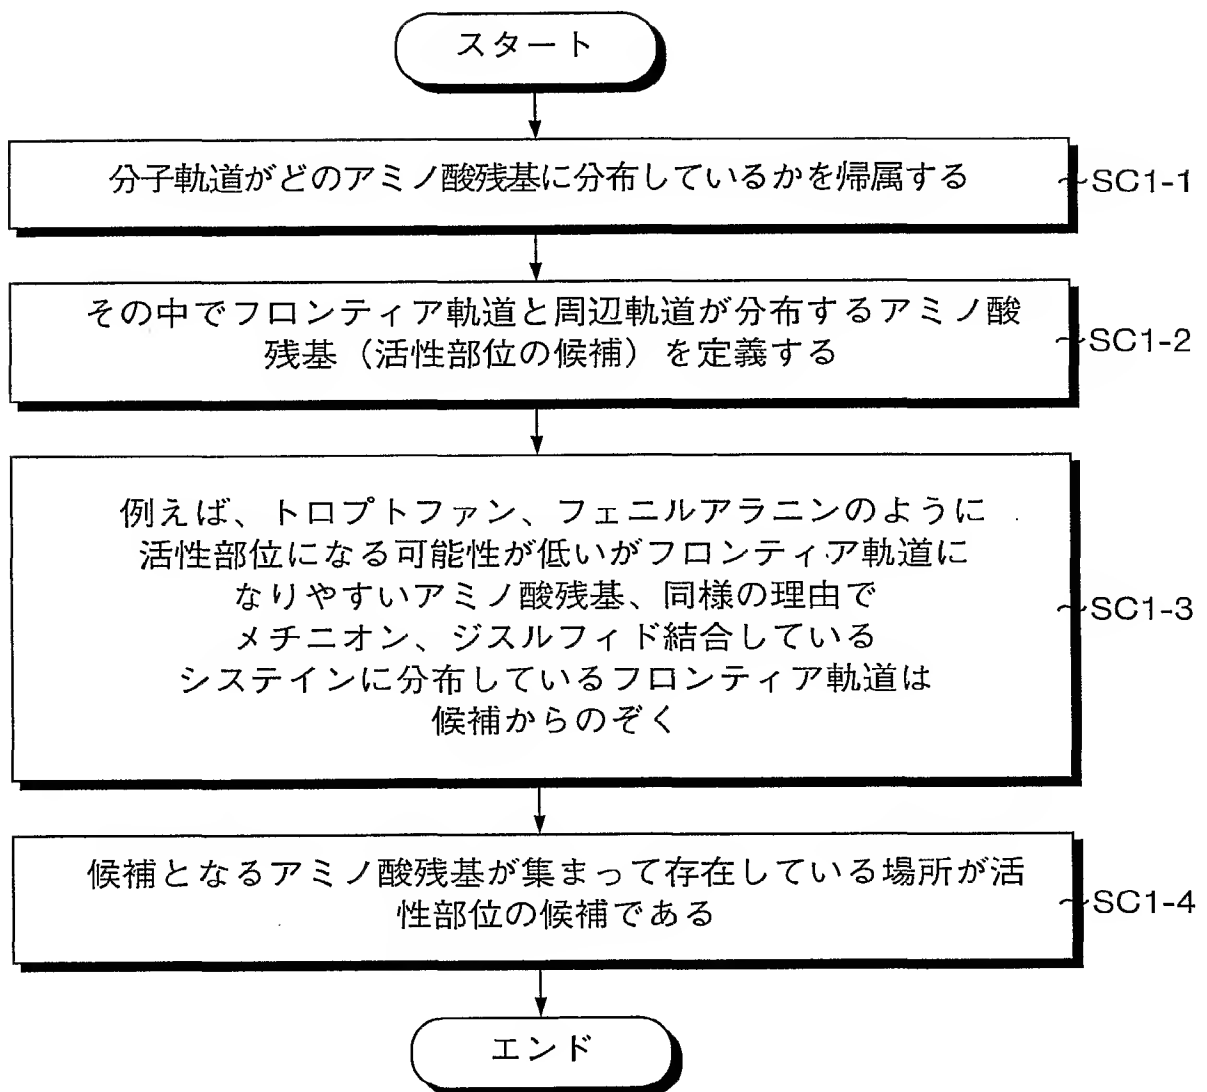 スタート
分子軌道がどのアミノ酸残基に分布しているかを帰属する
SC1-1
その中でフロンティア軌道と周辺軌道が分布するアミノ酸
残基（活性部位の候補）を定義する
SC1-2
例えば、トロプトファン、フェニルアラニンのように
活性部位になる可能性が低いがフロンティア軌道に
なりやすいアミノ酸残基、同様の理由で
メチニオン、ジスルフィド結合している
システインに分布しているフロンティア軌道は
候補からのぞく
SC1-3
候補となるアミノ酸残基が集まって存在している場所が活
性部位の候補である
SC1-4
エンド